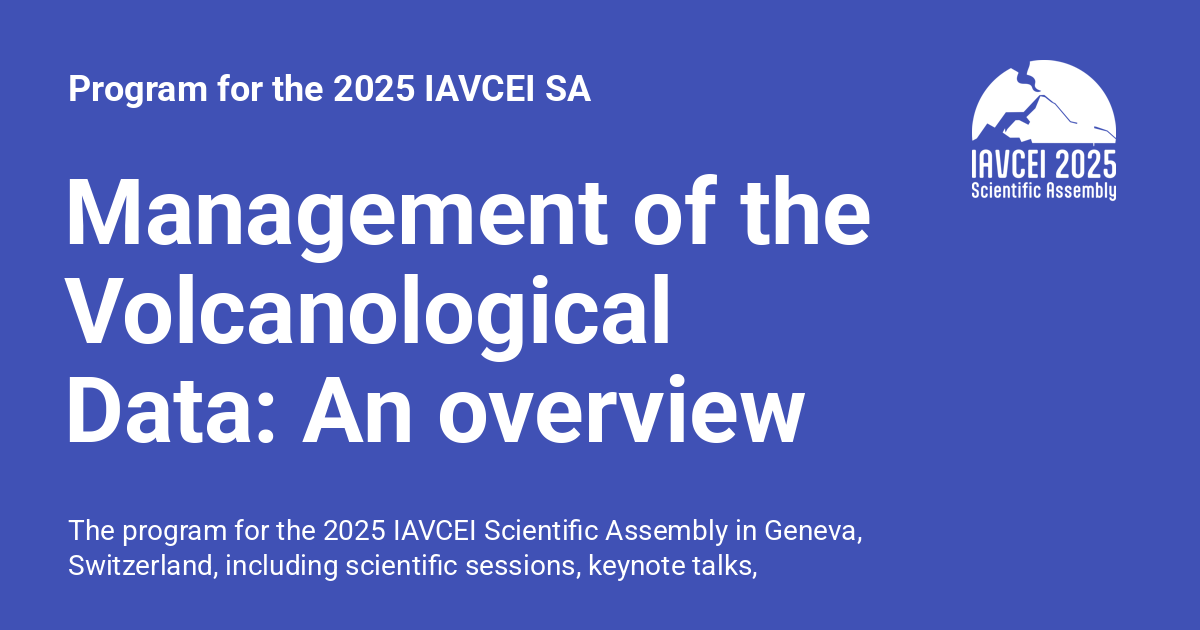 Program for the 2025 IAVCEI SA
IAVCEI 2025
Scientific Assembly
Management of the
Volcanological
Data: An overview
The program for the 2025 IAVCEI Scientific Assembly in Geneva,
Switzerland, including scientific sessions, keynote talks,